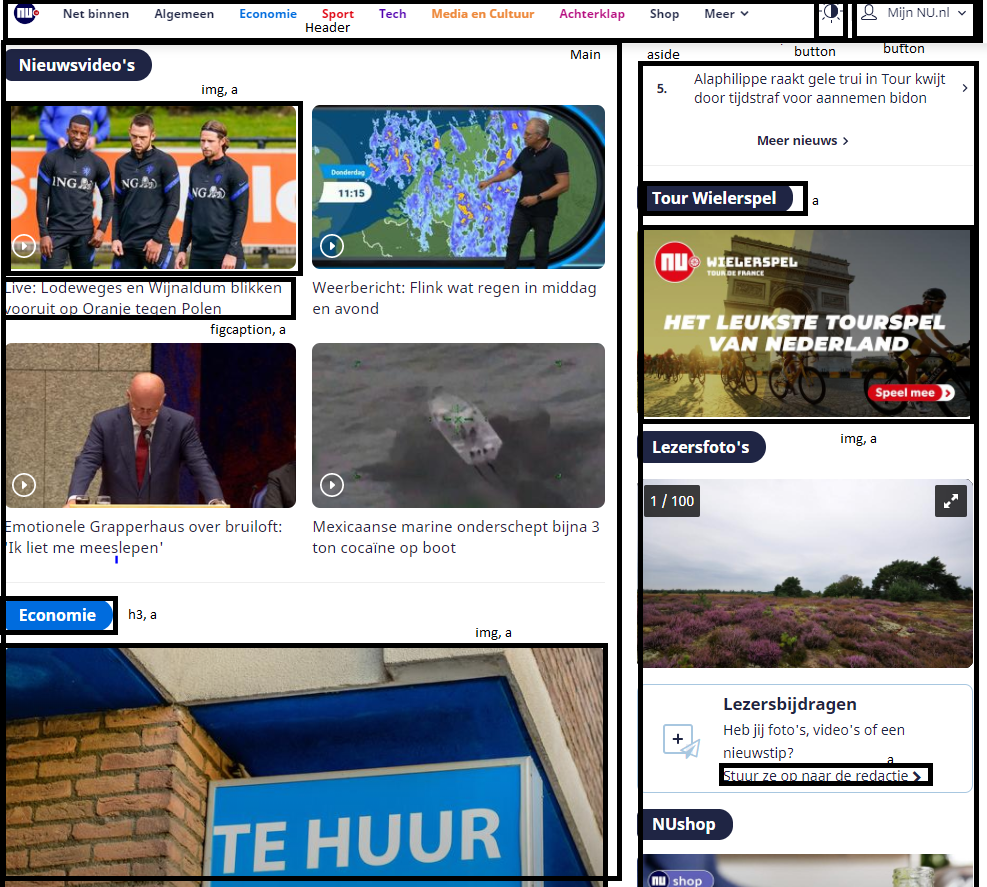 nu Net binnen Algemeen Economie Sport Tech Media en Cultuur Achterklap Shop Meer Mijn NU.nl
Header
Main
aside
button
button
Nieuwsvideo's
img, a
ING ING ING
Donderdag
11:15
Live: Lodeweges en Wijnaldum blikken
vooruit op Oranje tegen Polen
figcaption, a
Weerbericht: Flink wat regen in middag
en avond
Emotionele Grapperhaus over bruiloft:
'Ik liet me meeslepen'
Mexicaanse marine onderschept bijna 3
ton cocaïne op boot
Economie
h3, a
img, a
TE HUUR
5. Alaphilippe raakt gele trui in Tour kwijt
door tijdstraf voor aannemen bidon
Meer nieuws
Tour Wielerspel
a
nu WIELERSPEL
TOUR DE FRANCE
HET LEUKSTE TOURSPEL
VAN NEDERLAND
Speel mee
img, a
Lezersfoto's
1 / 100
Lezersbijdragen
Heb jij foto's, video's of een
nieuwstip?
a
Stuur ze op naar de redactie
NUshop
nu shop